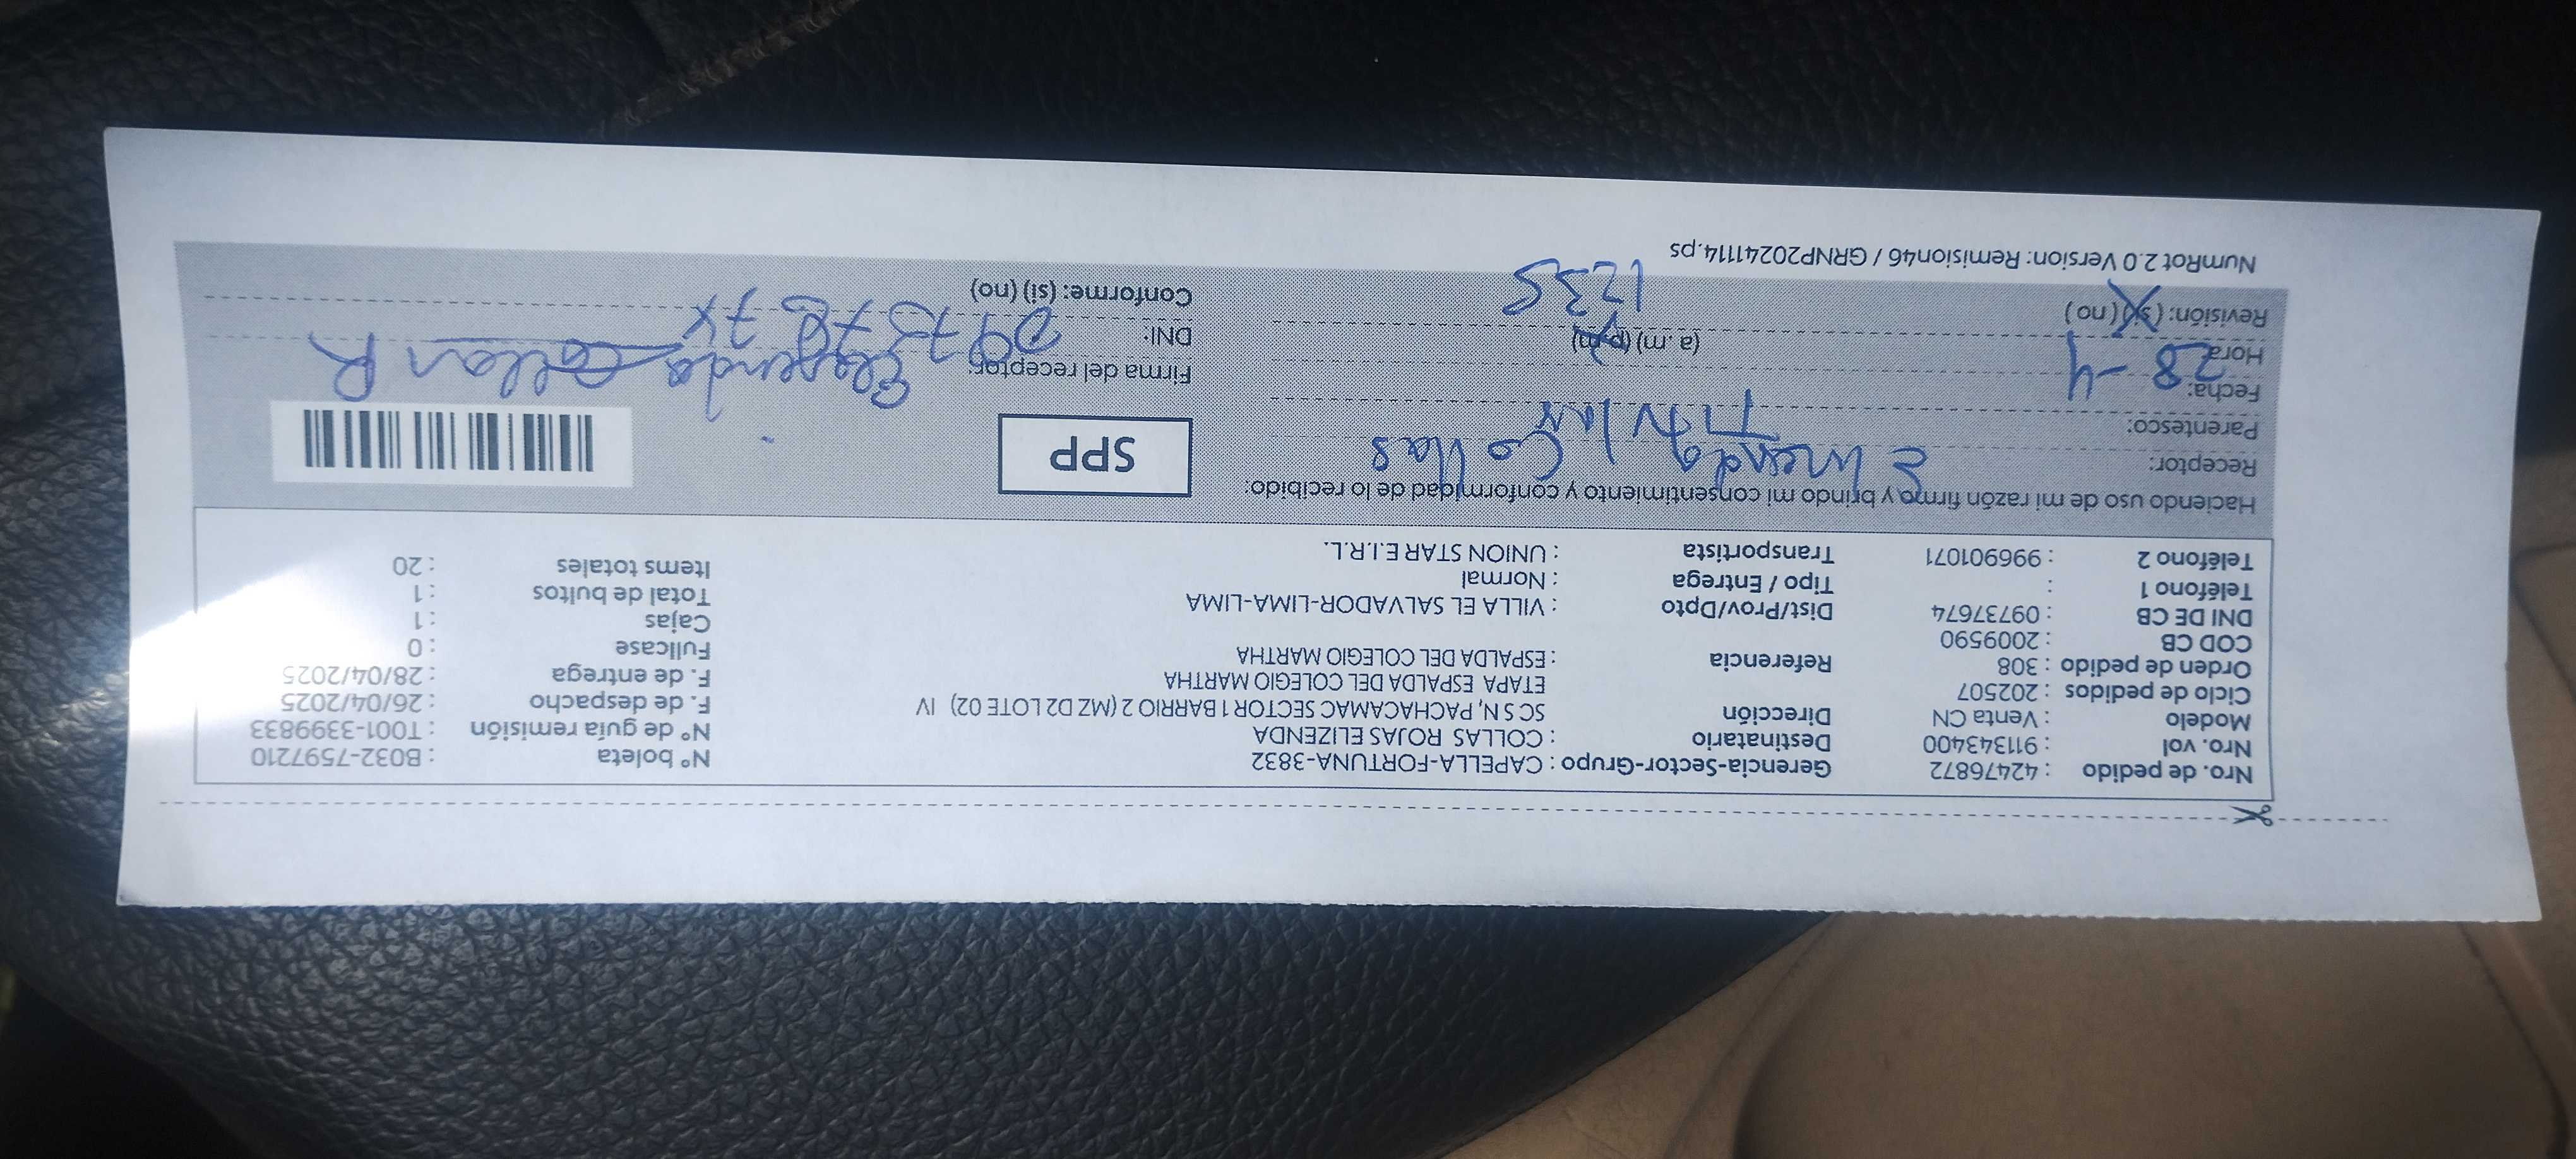 Nro. de pedido : 42476872 Gerencia-Sector-Grupo : CAPELLA-FORTUNA-3832 N° boleta : B032-7597210
Nro. vol : 911343400 Destinatario : COLLAS ROJAS ELIZENDA N° de guía remisión : T001-3399833
Modelo : Venta CN Dirección SC S N, PACHACAMAC SECTOR 1 BARRIO 2 (MZ D2 LOTE 02) IV F. de despacho : 26/04/2025
Ciclo de pedidos : 202507 ETAPA ESPALDA DEL COLEGIO MARTHA F. de entrega : 28/04/2025
Orden de pedido : 308 Referencia : ESPALDA DEL COLEGIO MARTHA Fullcase : 0
COD CB : 2009590 Cajas : 1
DNI DE CB : 09737674 Dist/Prov/Dpto : VILLA EL SALVADOR-LIMA-LIMA Total de bultos : 1
Teléfono 1 : Tipo / Entrega : Normal Items totales : 20
Teléfono 2 : 996901071 Transportista : UNION STAR E.I.R.L.
Haciendo uso de mi razón firmo y brindo mi consentimiento y conformidad de lo recibido:
Receptor: Collas SPP
Parentesco: Titular
Fecha: 28-4 Firma del receptor: Collas R
Hora (a.m) (p.m) 1235 DNI:
Revisión: (si) (no) Conforme: (si) (no)
NumRot 2.0 Version: Remision46 / GRNP20241114.ps